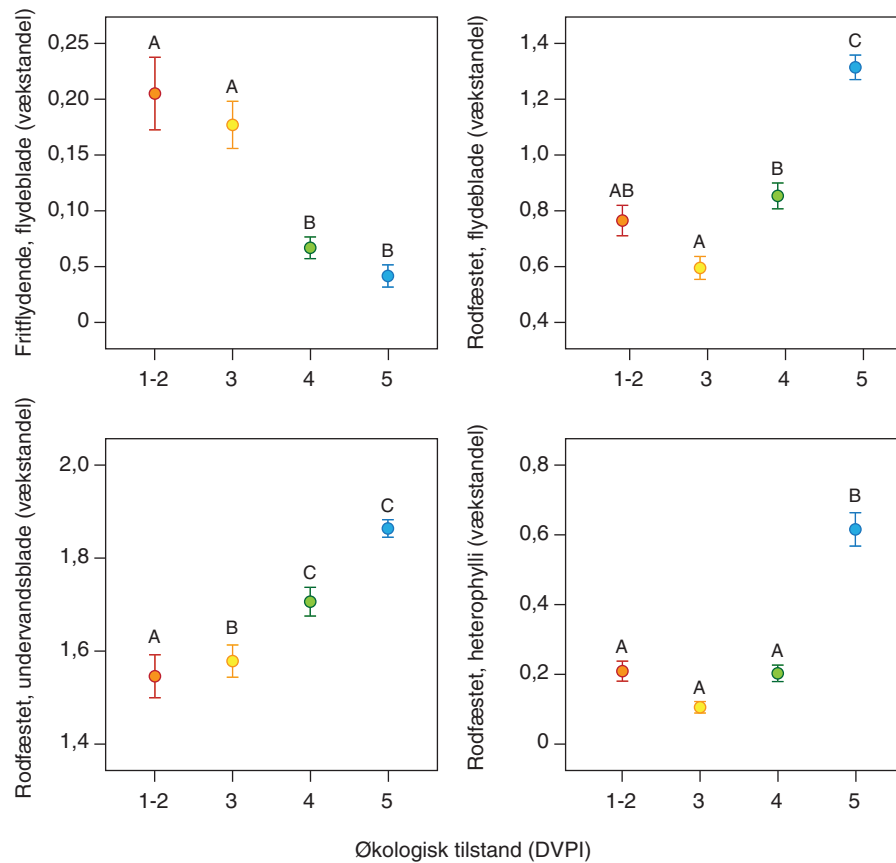 Fritflydende, flydeblade (vækstandel)
0,25
0,20
0,15
0,10
0,5
0
A
A
B
B
1-2 3 4 5
Rodfæstet, flydeblade (vækstandel)
1,4
1,2
1,0
0,8
0,6
0,4
AB
A
B
C
1-2 3 4 5
Rodfæstet, undervandsblade (vækstandel)
2,0
1,8
1,6
1,4
A
B
C
C
1-2 3 4 5
Rodfæstet, heterophylli (vækstandel)
0,8
0,6
0,4
0,2
0
A
A
A
B
1-2 3 4 5
Økologisk tilstand (DVPI)